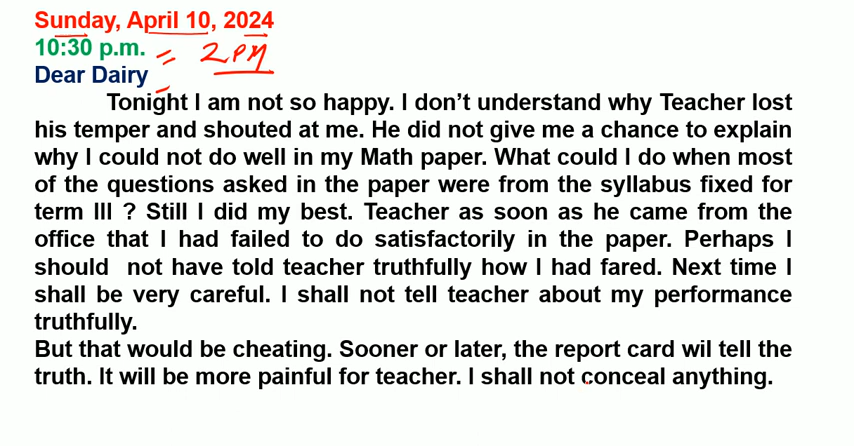 Sunday, April 10, 2024
10:30 p.m. = 2PM
Dear Dairy
Tonight I am not so happy. I don't understand why Teacher lost
his temper and shouted at me. He did not give me a chance to explain
why I could not do well in my Math paper. What could I do when most
of the questions asked in the paper were from the syllabus fixed for
term III ? Still I did my best. Teacher as soon as he came from the
office that I had failed to do satisfactorily in the paper. Perhaps I
should not have told teacher truthfully how I had fared. Next time I
shall be very careful. I shall not tell teacher about my performance
truthfully.
But that would be cheating. Sooner or later, the report card wil tell the
truth. It will be more painful for teacher. I shall not conceal anything.